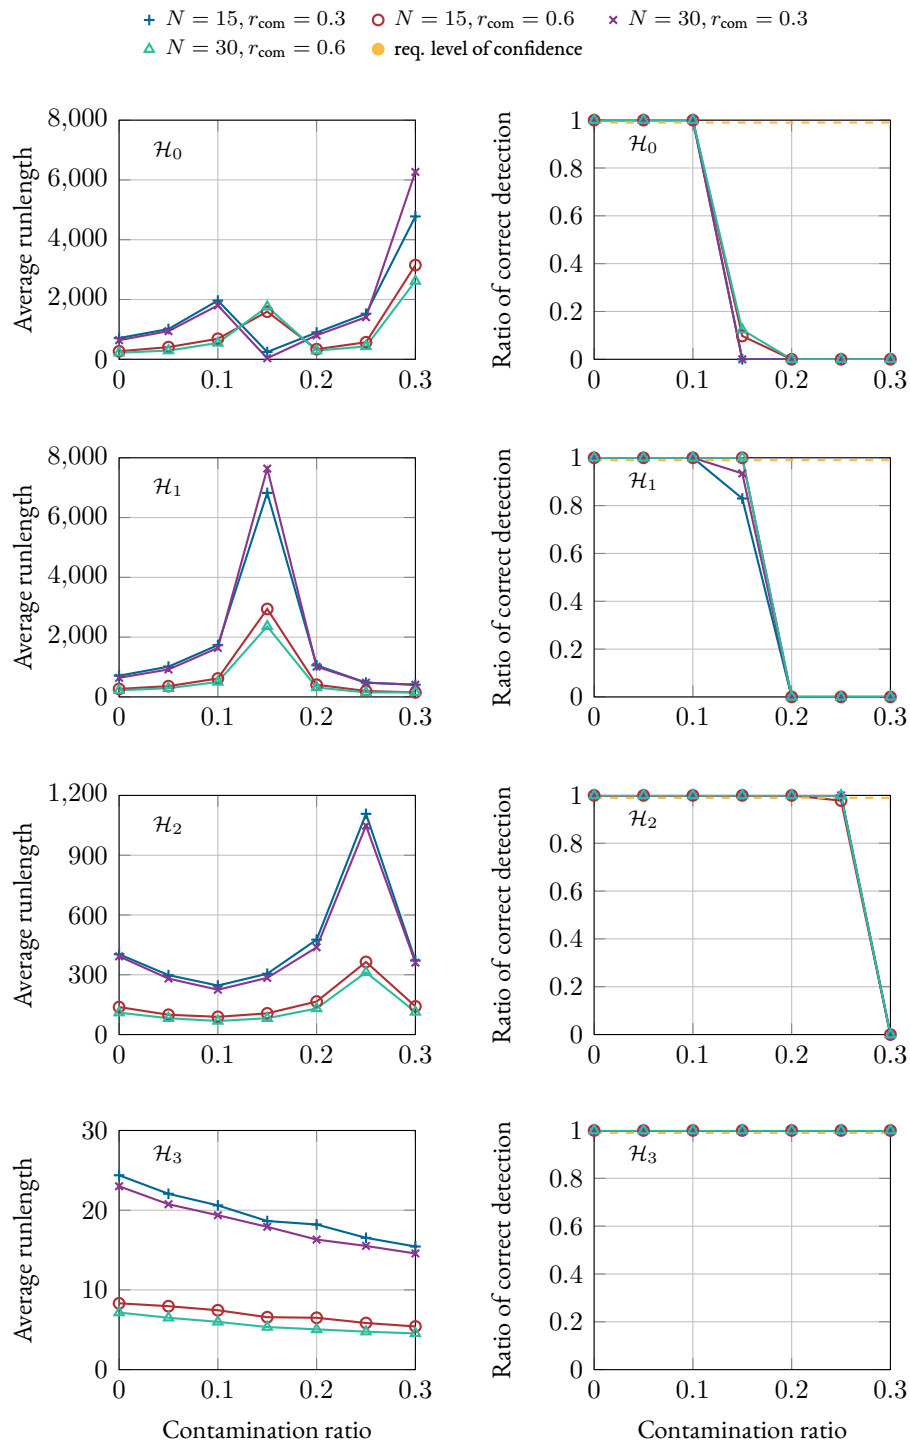 N = 15, r_com = 0.3 N = 15, r_com = 0.6 N = 30, r_com = 0.3
N = 30, r_com = 0.6 req. level of confidence
8,000
6,000
4,000
2,000
0
Average runlength
ℋ₀
0 0.1 0.2 0.3
1
0.8
0.6
0.4
0.2
0
Ratio of correct detection
ℋ₀
0 0.1 0.2 0.3
8,000
6,000
4,000
2,000
0
Average runlength
ℋ₁
0 0.1 0.2 0.3
1
0.8
0.6
0.4
0.2
0
Ratio of correct detection
ℋ₁
0 0.1 0.2 0.3
1,200
900
600
300
0
Average runlength
ℋ₂
0 0.1 0.2 0.3
1
0.8
0.6
0.4
0.2
0
Ratio of correct detection
ℋ₂
0 0.1 0.2 0.3
30
20
10
0
Average runlength
ℋ₃
0 0.1 0.2 0.3
Contamination ratio
1
0.8
0.6
0.4
0.2
0
Ratio of correct detection
ℋ₃
0 0.1 0.2 0.3
Contamination ratio